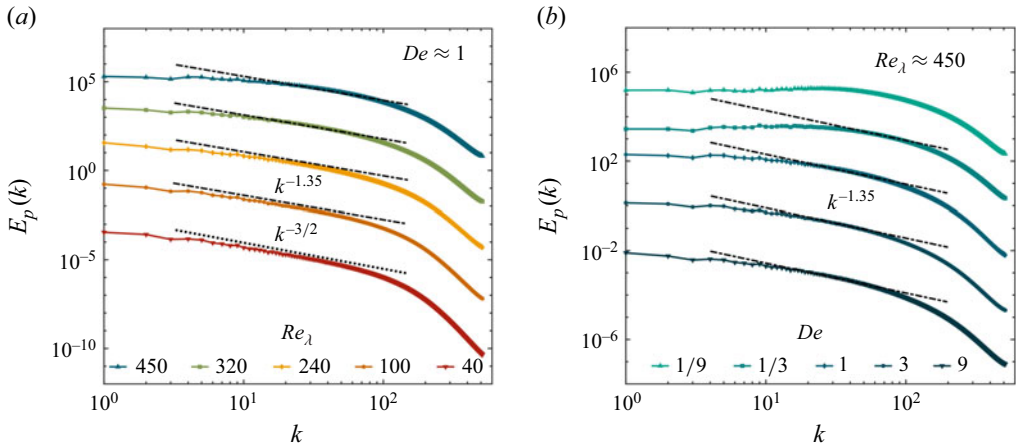 (a)
De ≈ 1
10^5
10^0
10^−5
10^−10
E_p(k)
k^−1.35
k^−3/2
Re_λ
450 320 240 100 40
10^0 10^1 10^2
k
(b)
Re_λ ≈ 450
10^6
10^2
10^−2
10^−6
E_p(k)
k^−1.35
De
1/9 1/3 1 3 9
10^0 10^1 10^2
k